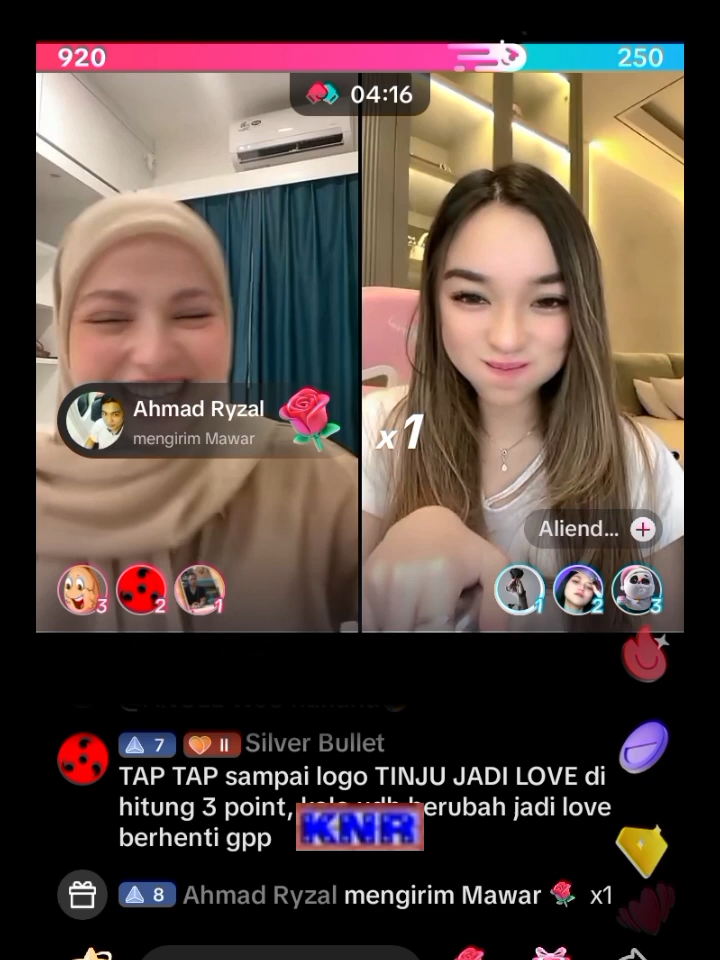 920
250
04:16
Ahmad Ryzal
mengirim Mawar
x1
Aliend...
3
2
1
1
2
3
7
II
Silver Bullet
TAP TAP sampai logo TINJU JADI LOVE di
hitung 3 point, berubah jadi love
berhenti gpp
KNR
8
Ahmad Ryzal mengirim Mawar x1